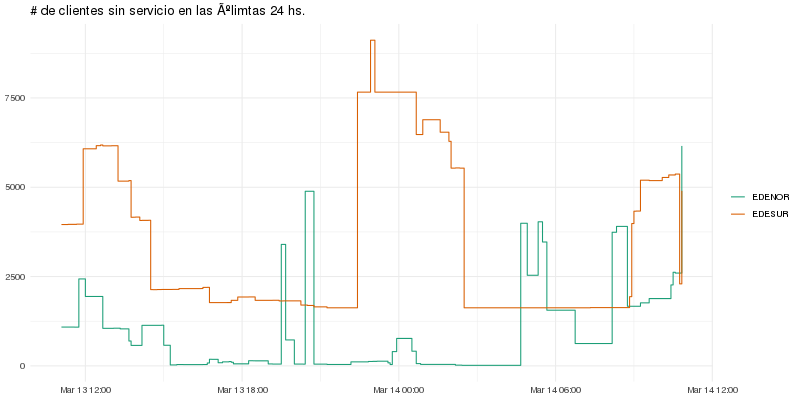 # de clientes sin servicio en las Ãºlimtas 24 hs.
7500
5000
2500
0
Mar 13 12:00
Mar 13 18:00
Mar 14 00:00
Mar 14 06:00
Mar 14 12:00
EDENOR
EDESUR